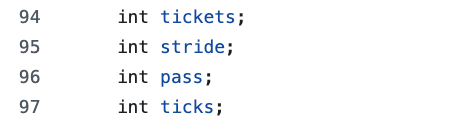 94 int tickets;
95 int stride;
96 int pass;
97 int ticks;